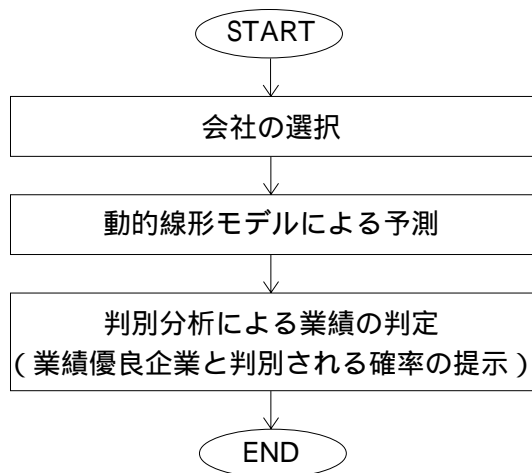 START
会社の選択
動的線形モデルによる予測
判別分析による業績の判定
(業績優良企業と判別される確率の提示)
END